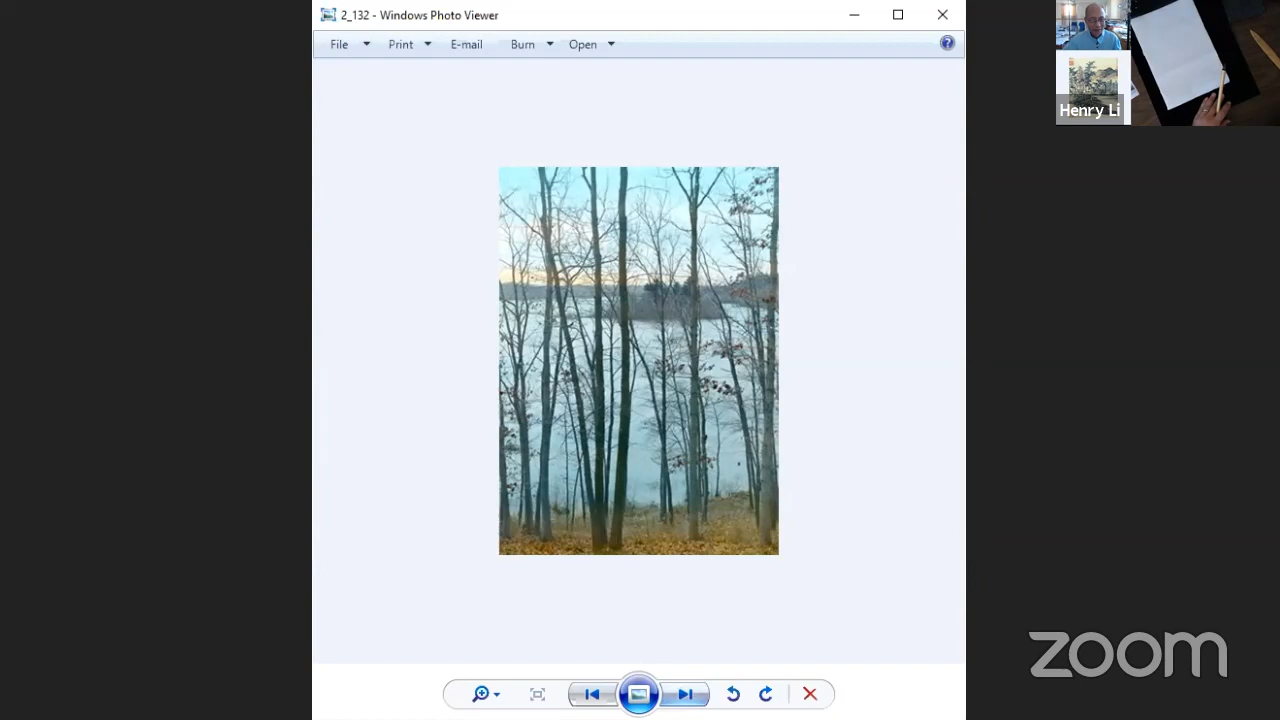 2_132 - Windows Photo Viewer
File Print E-mail Burn Open
Henry Li
zoom